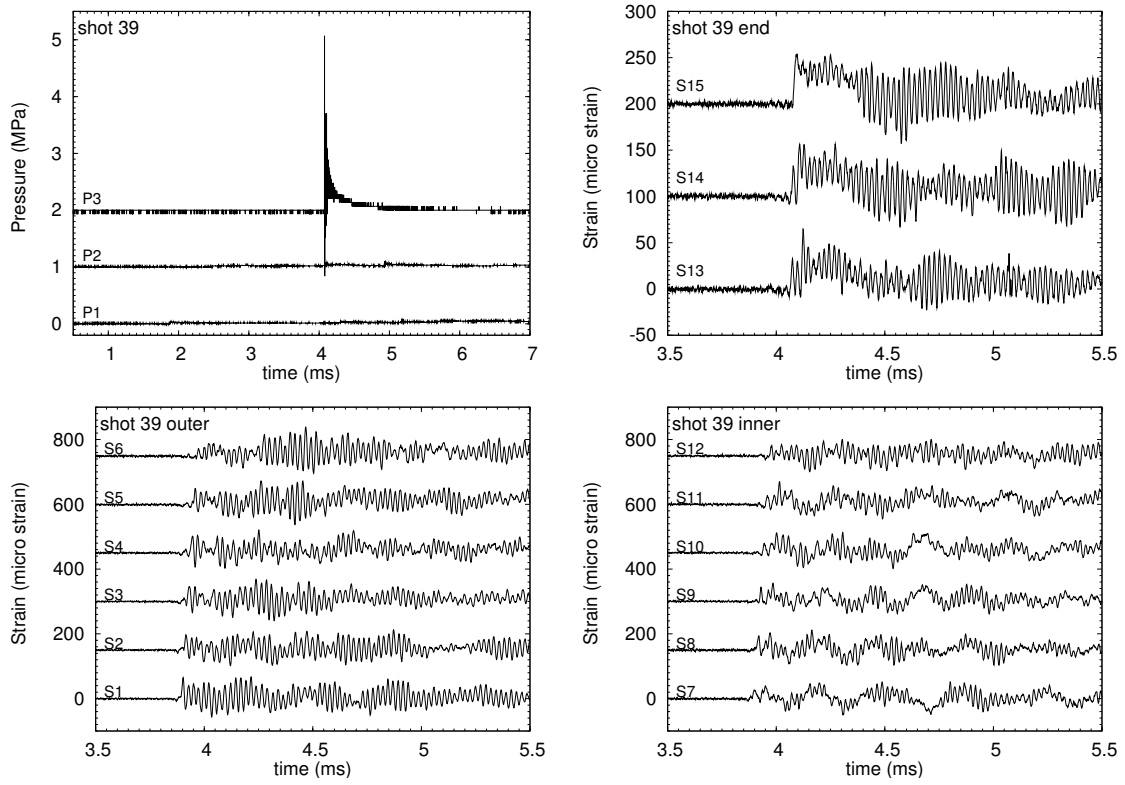 shot 39
Pressure (MPa)
5
4
3
2
1
0
P3
P2
P1
1 2 3 4 5 6 7
time (ms)
shot 39 end
Strain (micro strain)
300
250
200
150
100
50
0
-50
S15
S14
S13
3.5 4 4.5 5 5.5
time (ms)
shot 39 outer
Strain (micro strain)
800
600
400
200
0
S6
S5
S4
S3
S2
S1
3.5 4 4.5 5 5.5
time (ms)
shot 39 inner
Strain (micro strain)
800
600
400
200
0
S12
S11
S10
S9
S8
S7
3.5 4 4.5 5 5.5
time (ms)